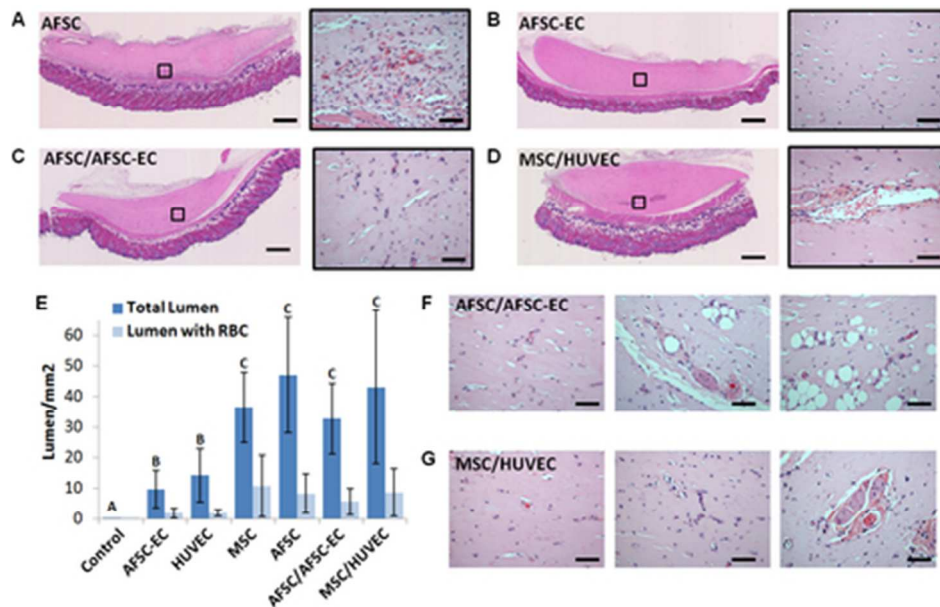 A AFSC
B AFSC-EC
C AFSC/AFSC-EC
D MSC/HUVEC
E
Total Lumen
Lumen with RBC
Lumen/mm2
60
50
40
30
20
10
0
A
B
B
C
C
C
C
Control
AFSC-EC
HUVEC
MSC
AFSC
AFSC/AFSC-EC
MSC/HUVEC
F AFSC/AFSC-EC
G MSC/HUVEC